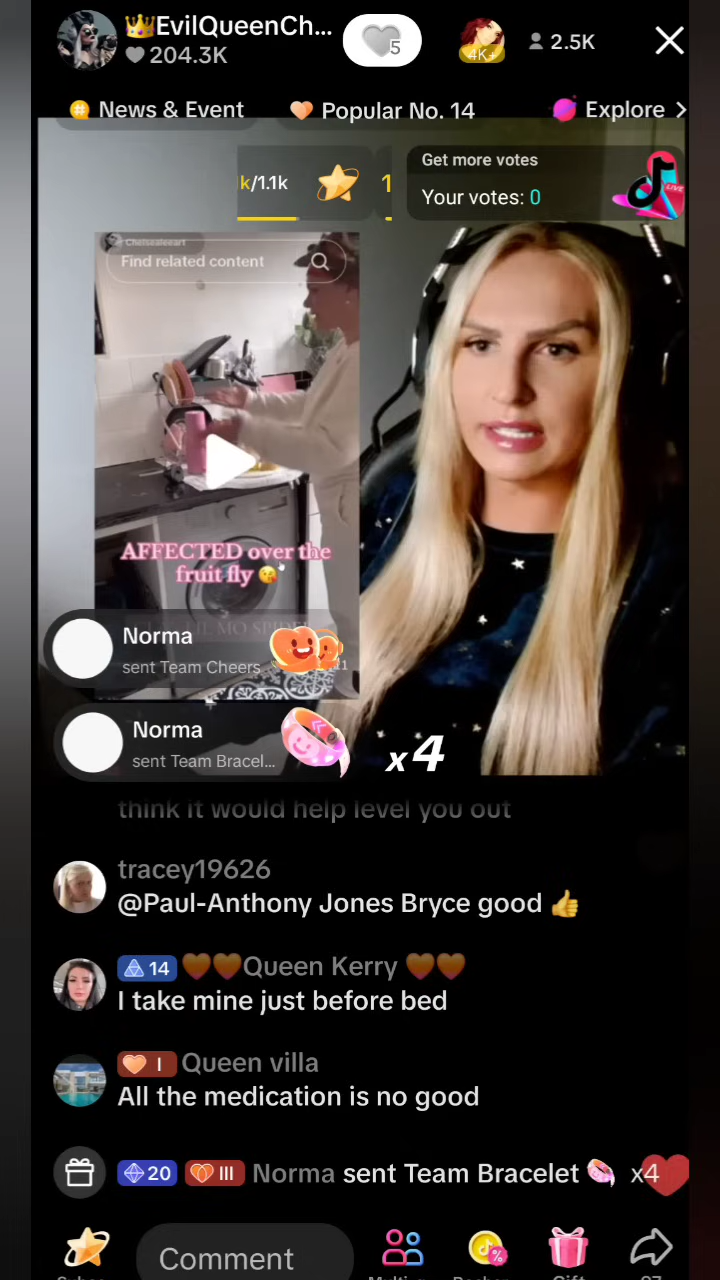 👑EvilQueenCh...
204.3K
5
4K+
2.5K
News & Event
Popular No. 14
Explore >
k/1.1k
1
Get more votes
Your votes: 0
LIVE
Chelsealeeart
Find related content
AFFECTED over the
fruit fly 😘
Norma
sent Team Cheers
Norma
sent Team Bracel...
x4
think it would help level you out
tracey19626
@Paul-Anthony Jones Bryce good 👍
14 🧡🧡Queen Kerry 🧡🧡
I take mine just before bed
I Queen villa
All the medication is no good
20 III Norma sent Team Bracelet x4
Comment